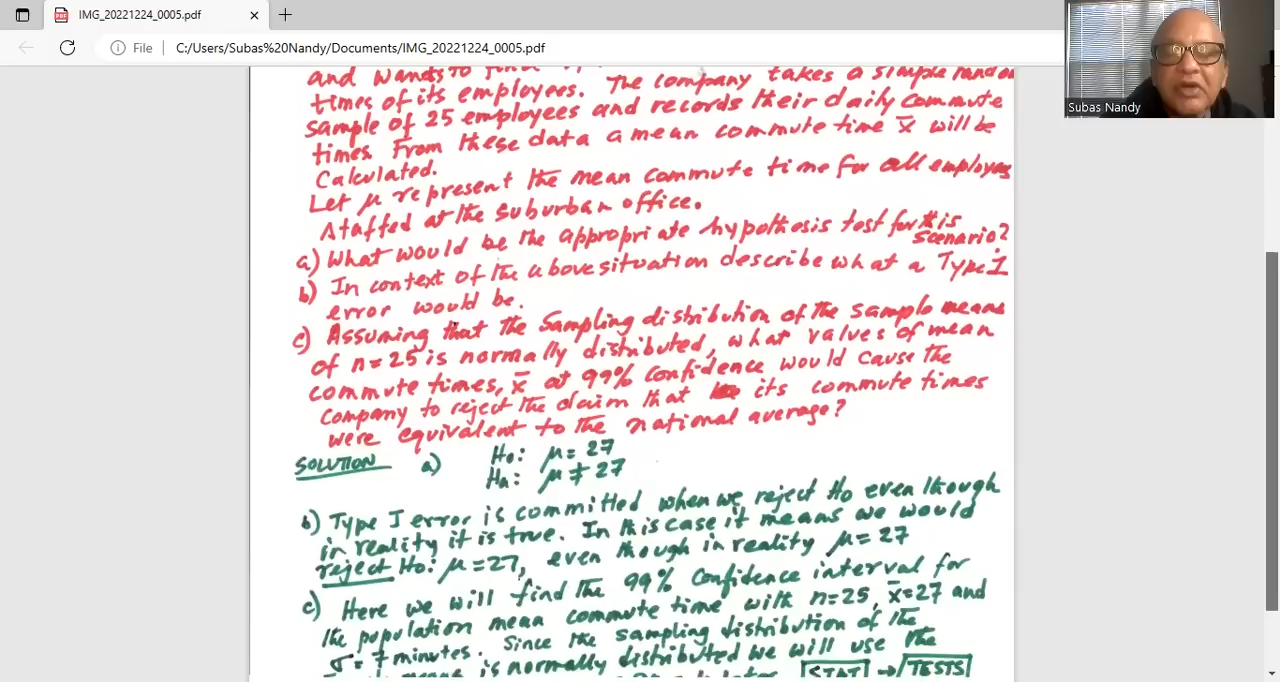 IMG_20221224_0005.pdf
File
C:/Users/Subas%20Nandy/Documents/IMG_20221224_0005.pdf
Subas Nandy
and wants to
times of its employees. The company takes a simple random
sample of 25 employees and records their daily commute
times. From these data a mean commute time x̄ will be
Calculated.
Let μ represent the mean commute time for all employees
staffed at the suburban office.
a) What would be the appropriate hypothesis test for this
scenario?
b) In context of the above situation describe what a Type I
error would be.
c) Assuming that the sampling distribution of the sample means
of n=25 is normally distributed, what values of mean
commute times, x̄ at 99% Confidence would cause the
company to reject the claim that its commute times
were equivalent to the national average?
SOLUTION a) Ho: μ = 27
Ha: μ ≠ 27
b) Type I error is committed when we reject Ho even though
in reality it is true. In this case it means we would
reject Ho: μ = 27, even though in reality μ = 27
c) Here we will find the 99% Confidence interval for
the population mean commute time with n=25, x̄=27 and
σ = 7 minutes. Since the sampling distribution of the
is normally distributed we will use the
STAT → TESTS